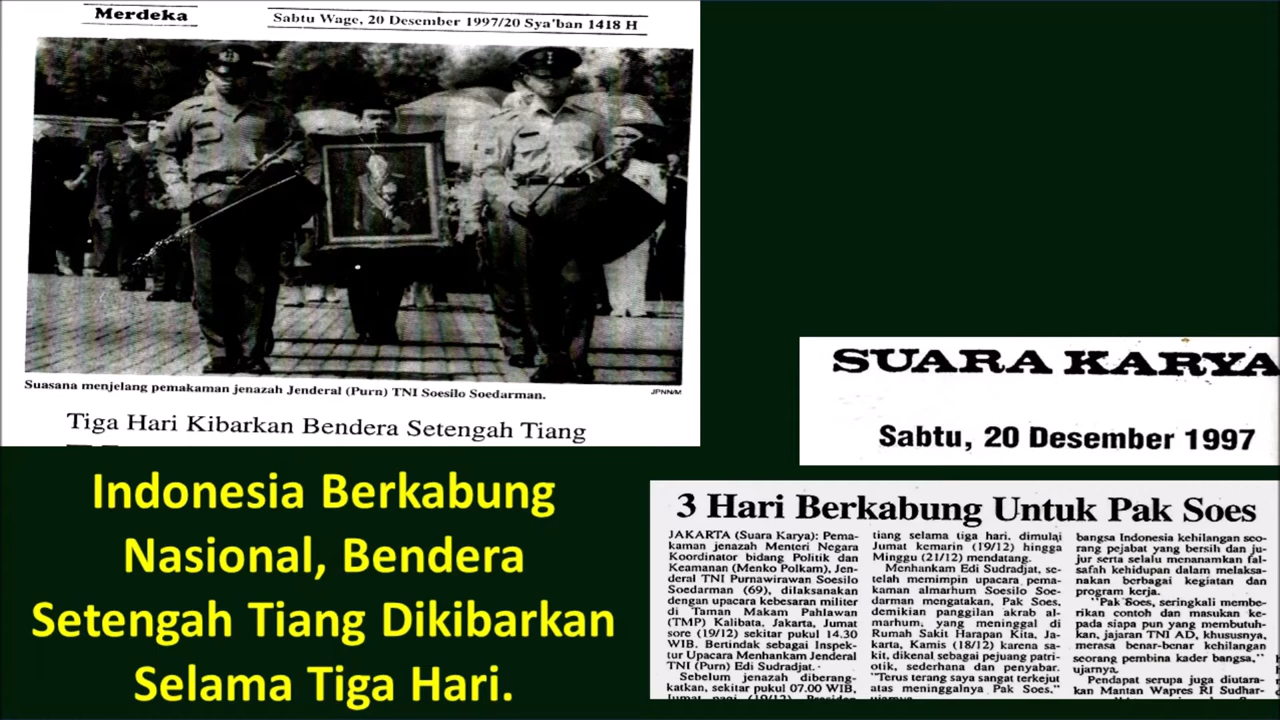 Merdeka
Sabtu Wage, 20 Desember 1997/20 Sya'ban 1418 H
Suasana menjelang pemakaman jenazah Jenderal (Purn) TNI Soesilo Soedarman.
JPNN/M
Tiga Hari Kibarkan Bendera Setengah Tiang
Indonesia Berkabung
Nasional, Bendera
Setengah Tiang Dikibarkan
Selama Tiga Hari.
SUARA KARYA
Sabtu, 20 Desember 1997
3 Hari Berkabung Untuk Pak Soes
JAKARTA (Suara Karya): Pema-
kaman jenazah Menteri Negara
Koordinator bidang Politik dan
Keamanan (Menko Polkam), Jen-
deral TNI Purnawirawan Soesilo
Soedarman (69), dilaksanakan
dengan upacara kebesaran militer
di Taman Makam Pahlawan
(TMP) Kalibata, Jakarta, Jumat
sore (19/12) sekitar pukul 14.30
WIB. Bertindak sebagai Inspek-
tur Upacara Menhankam Jenderal
TNI (Purn) Edi Sudradjat.
Sebelum jenazah diberang-
katkan, sekitar pukul 07.00 WIB,
tiang selama tiga hari, dimulai
Jumat kemarin (19/12) hingga
Minggu (21/12) mendatang.
Menhankam Edi Sudradjat, se-
telah memimpin upacara pema-
kaman almarhum Soesilo Soe-
darman mengatakan, Pak Soes,
demikian panggilan akrab al-
marhum, yang meninggal di
Rumah Sakit Harapan Kita, Ja-
karta, Kamis (18/12) karena sa-
kit, dikenal sebagai pejuang patri-
otik, sederhana dan penyabar.
"Terus terang saya sangat terkejut
atas meninggalnya Pak Soes,"
bangsa Indonesia kehilangan seo-
rang pejabat yang bersih dan ju-
jur serta selalu menanamkan fal-
safah kehidupan dalam melaksa-
nakan berbagai kegiatan dan
program kerja.
"Pak Soes, seringkali membe-
rikan contoh dan masukan ke-
pada siapa pun yang membutuh-
kan, jajaran TNI AD, khususnya,
merasa benar-benar kehilangan
seorang pembina kader bangsa,"
ujarnya.
Pendapat serupa juga diutara-
kan Mantan Wapres RI Sudhar-